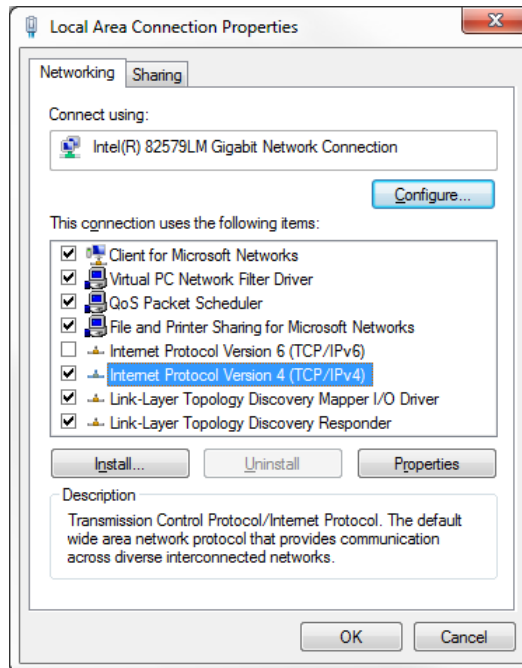 Local Area Connection Properties
Networking
Sharing
Connect using:
Intel(R) 82579LM Gigabit Network Connection
Configure...
This connection uses the following items:
Client for Microsoft Networks
Virtual PC Network Filter Driver
QoS Packet Scheduler
File and Printer Sharing for Microsoft Networks
Internet Protocol Version 6 (TCP/IPv6)
Internet Protocol Version 4 (TCP/IPv4)
Link-Layer Topology Discovery Mapper I/O Driver
Link-Layer Topology Discovery Responder
Install...
Uninstall
Properties
Description
Transmission Control Protocol/Internet Protocol. The default
wide area network protocol that provides communication
across diverse interconnected networks.
OK
Cancel